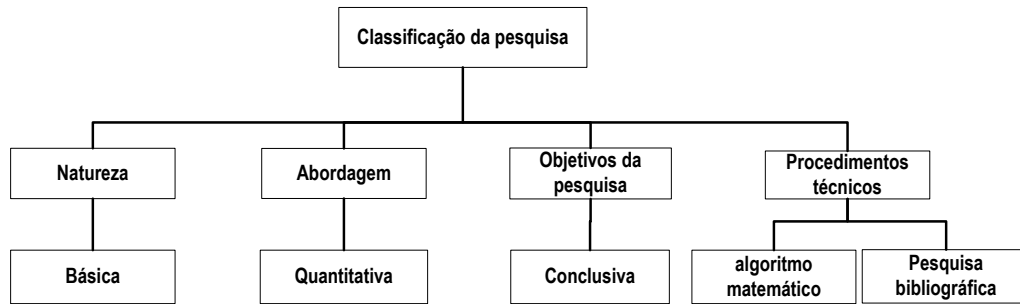 Classificação da pesquisa
Natureza
Abordagem
Objetivos da
pesquisa
Procedimentos
técnicos
Básica
Quantitativa
Conclusiva
algoritmo
matemático
Pesquisa
bibliográfica